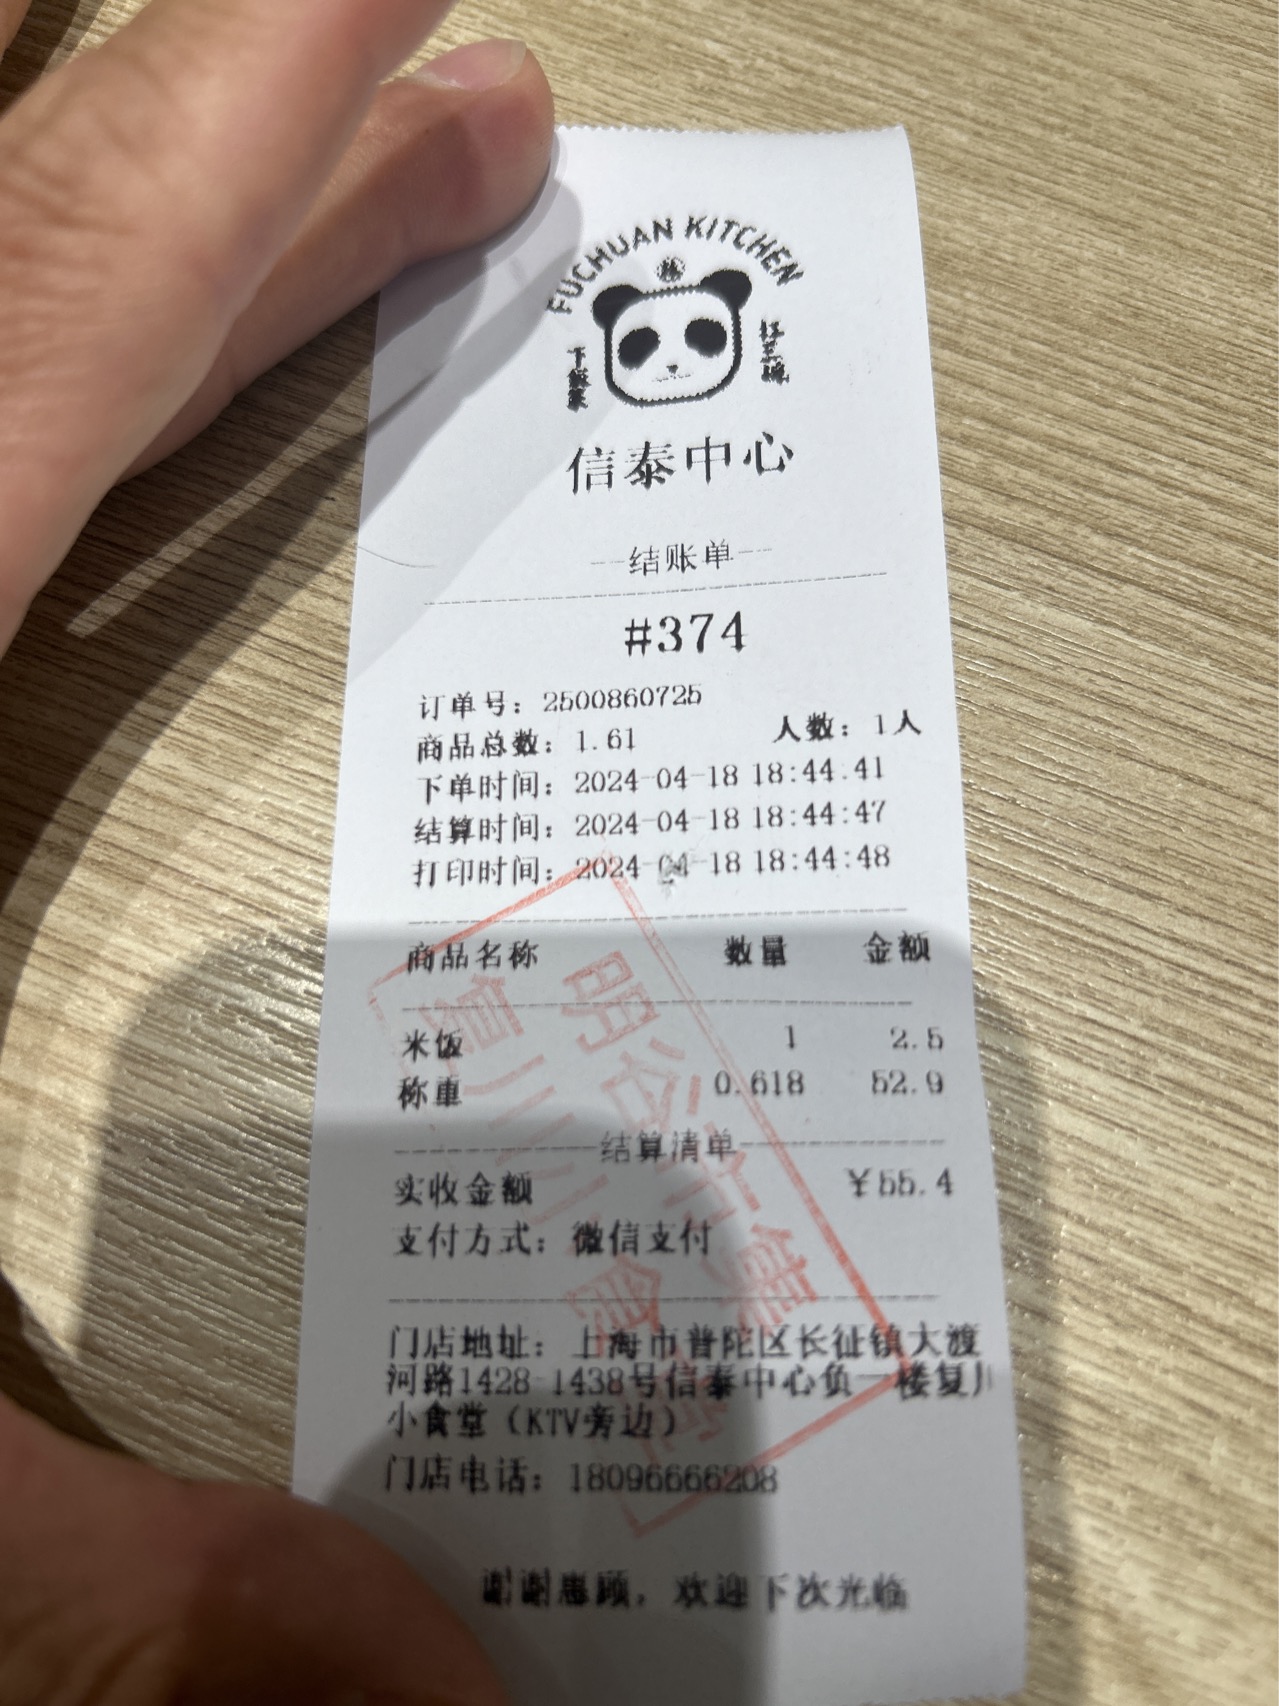 FUCHUAN KITCHEN
信泰中心
--结账单--
#374
订单号：2500860725
商品总数：1.61 人数：1人
下单时间：2024-04-18 18:44:41
结算时间：2024-04-18 18:44:47
打印时间：2024-04-18 18:44:48
商品名称 数量 金额
米饭 1 2.5
称重 0.618 52.9
结算清单
实收金额 ￥55.4
支付方式：微信支付
门店地址：上海市普陀区长征镇大渡
河路1428-1438号信泰中心负一楼复川
小食堂（KTV旁边）
门店电话：18096666208
谢谢惠顾，欢迎下次光临